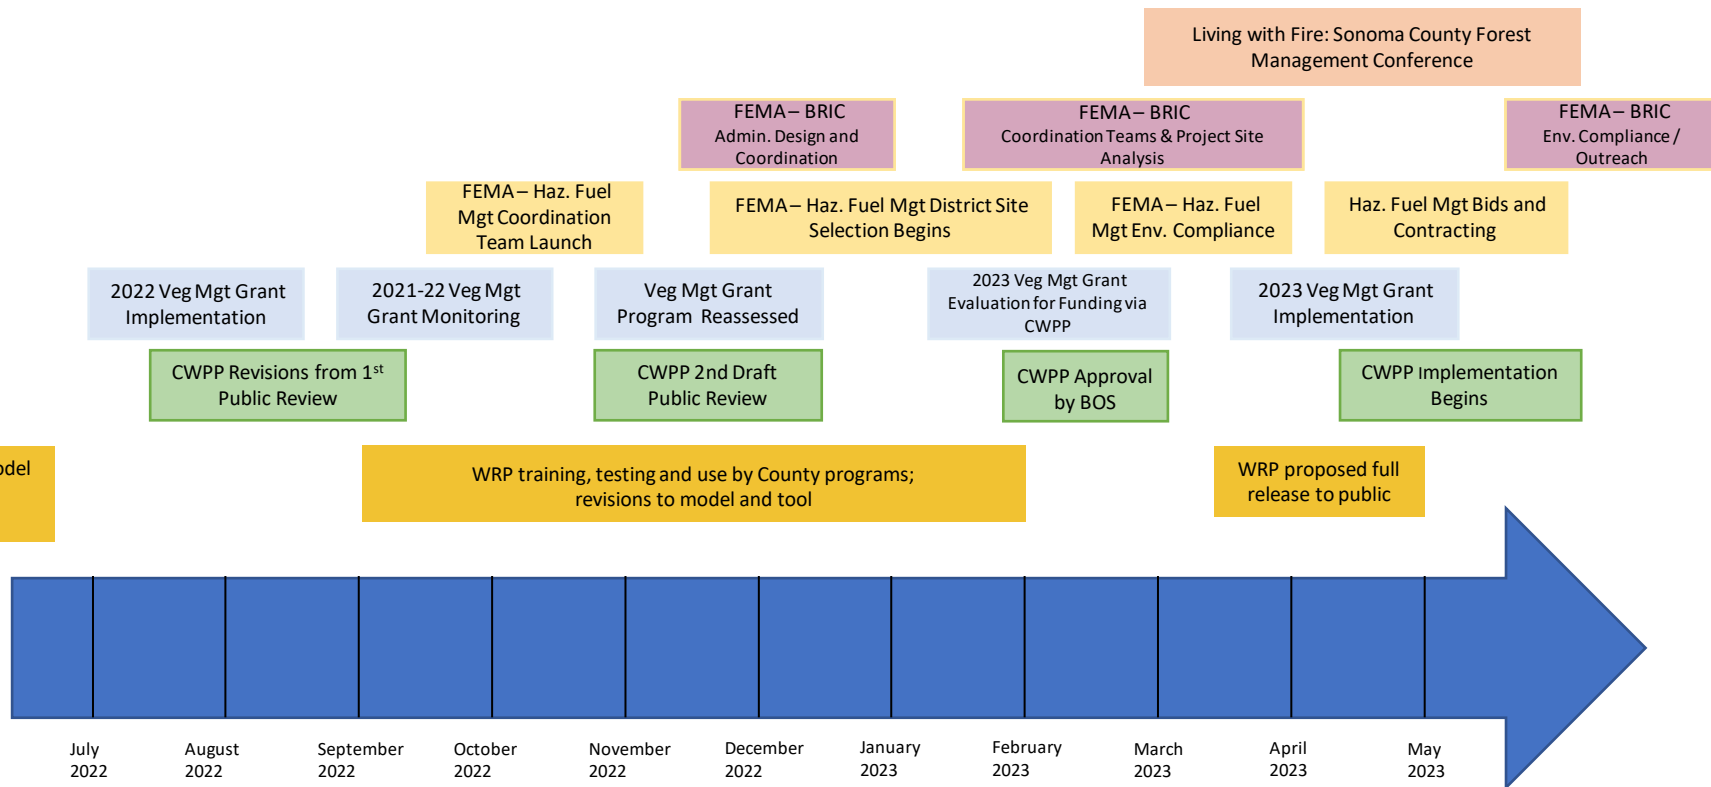 Living with Fire: Sonoma County Forest
Management Conference
FEMA – BRIC
Admin. Design and
Coordination
FEMA – BRIC
Coordination Teams & Project Site
Analysis
FEMA – BRIC
Env. Compliance /
Outreach
FEMA – Haz. Fuel
Mgt Coordination
Team Launch
FEMA – Haz. Fuel Mgt District Site
Selection Begins
FEMA – Haz. Fuel
Mgt Env. Compliance
Haz. Fuel Mgt Bids and
Contracting
2022 Veg Mgt Grant
Implementation
2021-22 Veg Mgt
Grant Monitoring
Veg Mgt Grant
Program Reassessed
2023 Veg Mgt Grant
Evaluation for Funding via
CWPP
2023 Veg Mgt Grant
Implementation
CWPP Revisions from 1st
Public Review
CWPP 2nd Draft
Public Review
CWPP Approval
by BOS
CWPP Implementation
Begins
WRP training, testing and use by County programs;
revisions to model and tool
WRP proposed full
release to public
July
2022
August
2022
September
2022
October
2022
November
2022
December
2022
January
2023
February
2023
March
2023
April
2023
May
2023